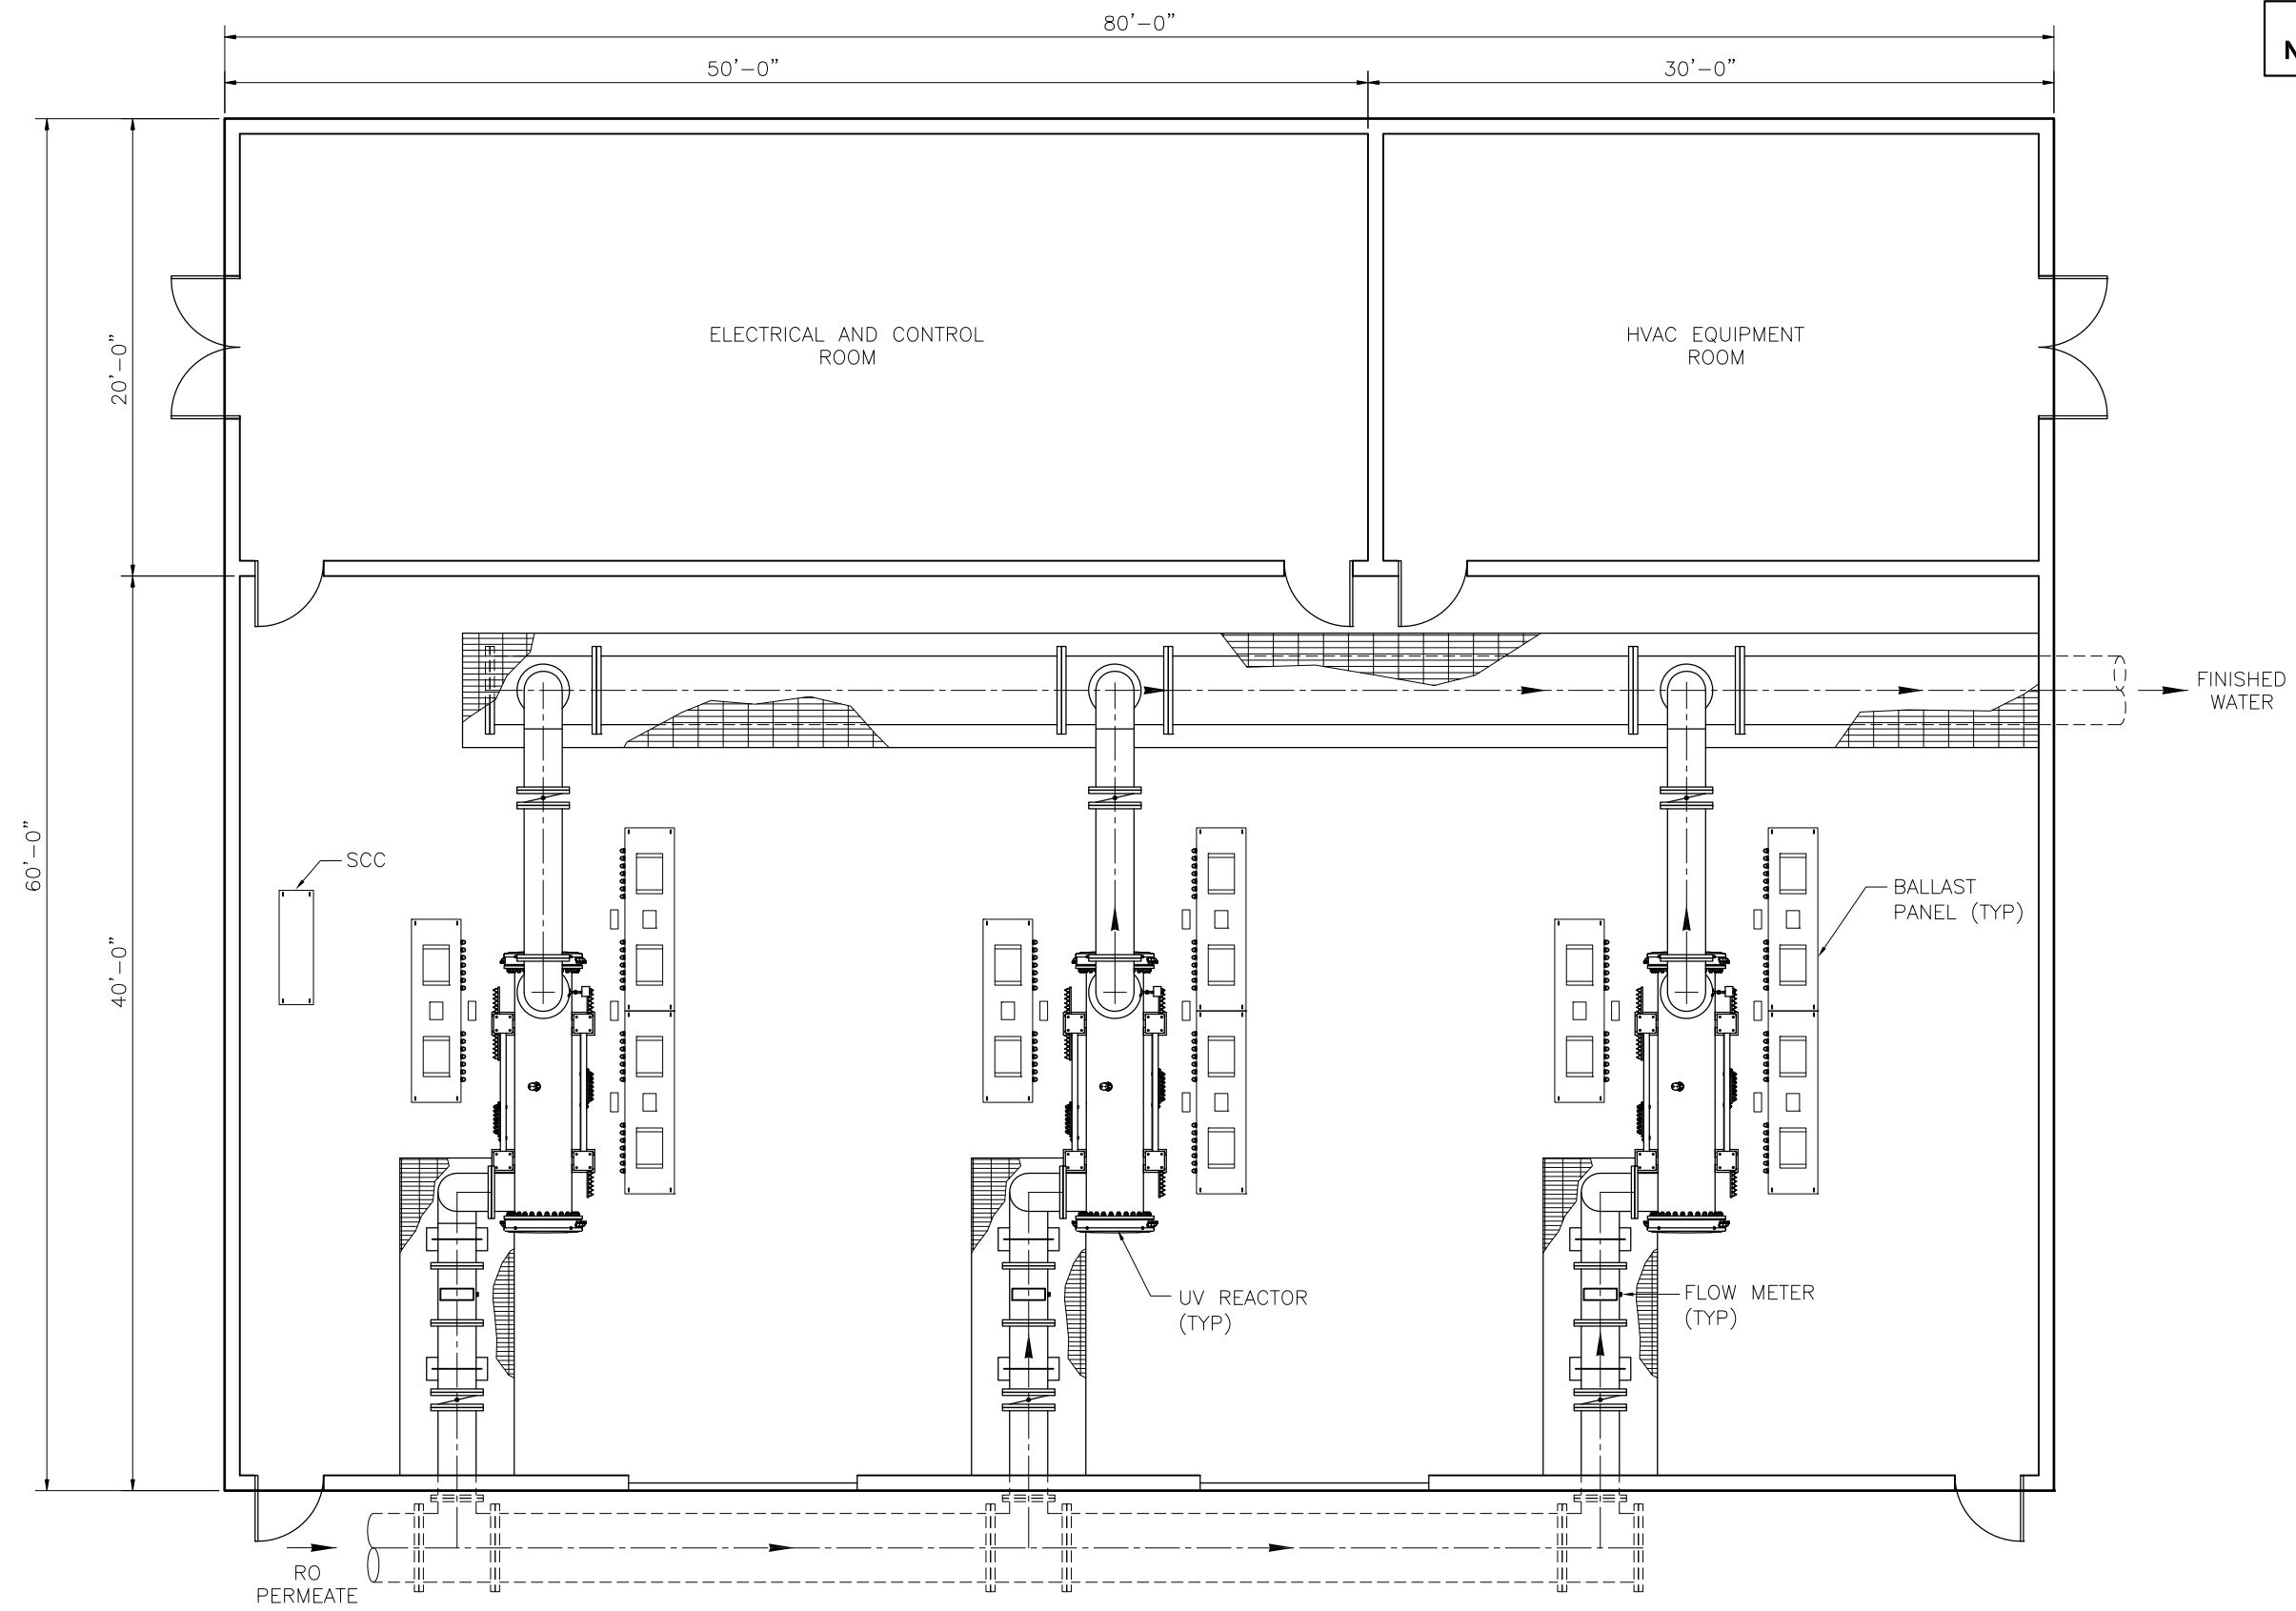 80'-0"
50'-0"
30'-0"
N
ELECTRICAL AND CONTROL
ROOM
HVAC EQUIPMENT
ROOM
20'-0"
60'-0"
40'-0"
FINISHED
WATER
SCC
BALLAST
PANEL (TYP)
UV REACTOR
(TYP)
FLOW METER
(TYP)
RO
PERMEATE